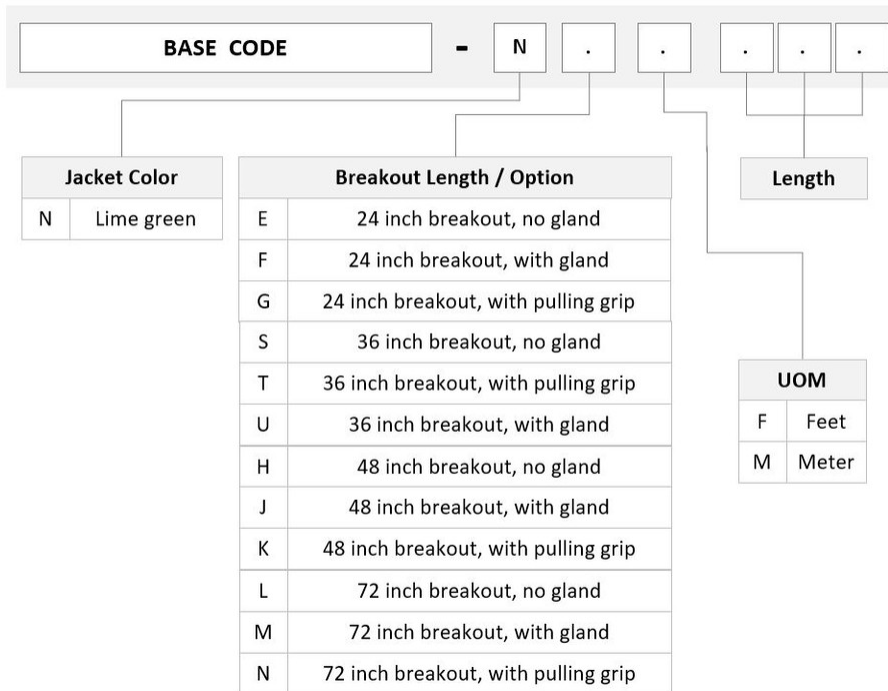 BASE CODE - N . . . . .
Jacket Color
N Lime green
Breakout Length / Option
E 24 inch breakout, no gland
F 24 inch breakout, with gland
G 24 inch breakout, with pulling grip
S 36 inch breakout, no gland
T 36 inch breakout, with pulling grip
U 36 inch breakout, with gland
H 48 inch breakout, no gland
J 48 inch breakout, with gland
K 48 inch breakout, with pulling grip
L 72 inch breakout, no gland
M 72 inch breakout, with gland
N 72 inch breakout, with pulling grip
Length
UOM
F Feet
M Meter